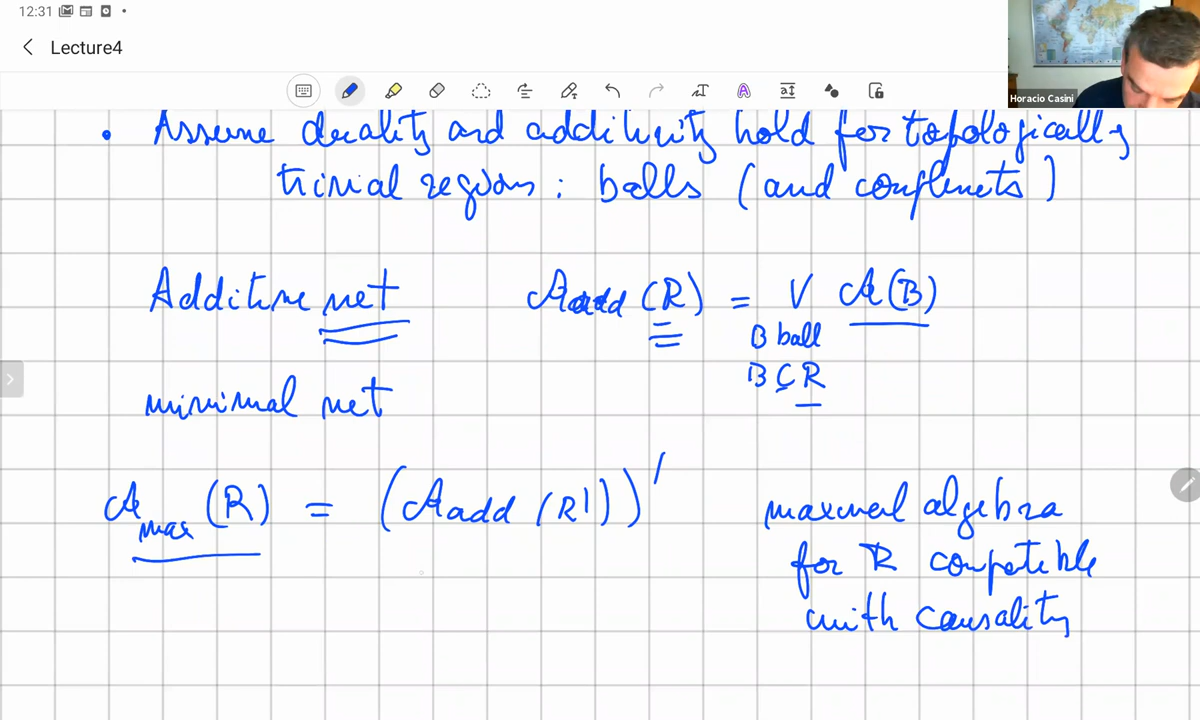 12:31
Lecture4
Horacio Casini
• Assume duality and additivity hold for topologically
trivial regions : balls (and complements)
Additive net Aadd (R) = V A(B)
B ball
B ⊆ R
minimal net
Amax (R) = (Aadd (R'))' maximal algebra
for R compatible
with causality